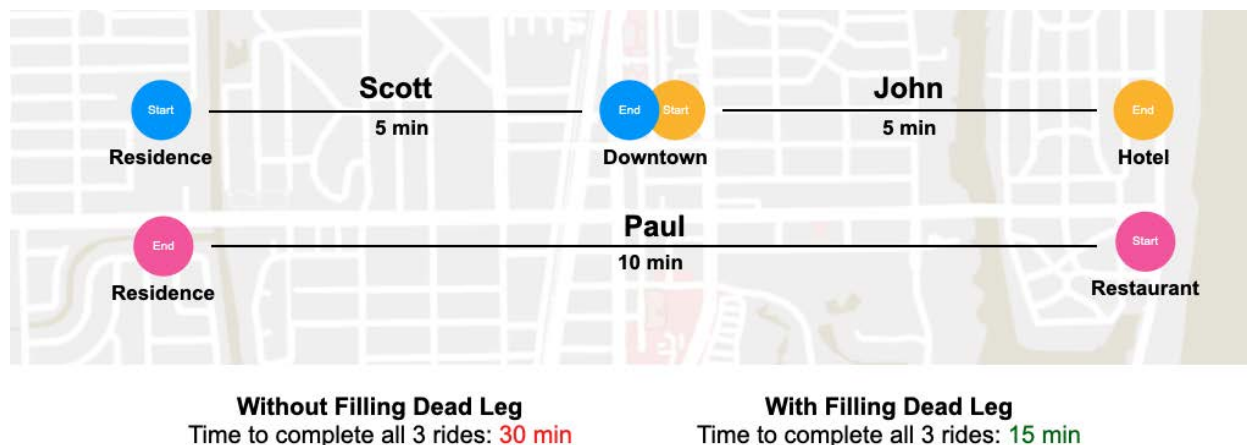 Scott
John
Start
End
Start
End
5 min
5 min
Residence
Downtown
Hotel
Paul
End
Start
10 min
Residence
Restaurant
Without Filling Dead Leg
Time to complete all 3 rides: 30 min
With Filling Dead Leg
Time to complete all 3 rides: 15 min